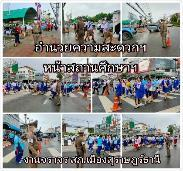 อำนวยความสะดวกฯ
หน้าสถานศึกษาฯ
งานจราจร สภ.เมืองสุราษฎร์ธานี